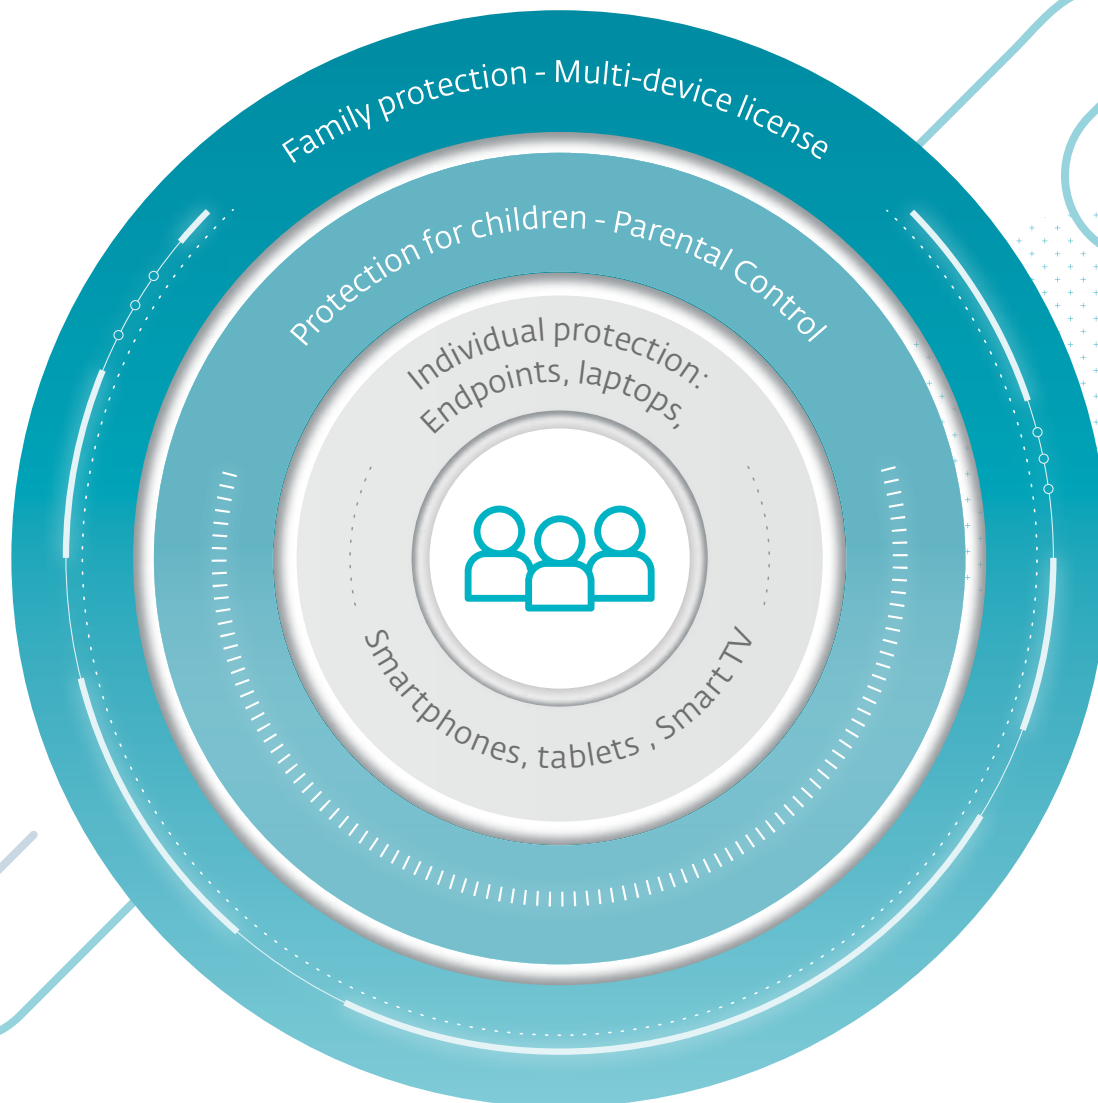 Family protection - Multi-device license
Protection for children - Parental Control
Individual protection:
Endpoints, laptops,
Smartphones, tablets , Smart TV